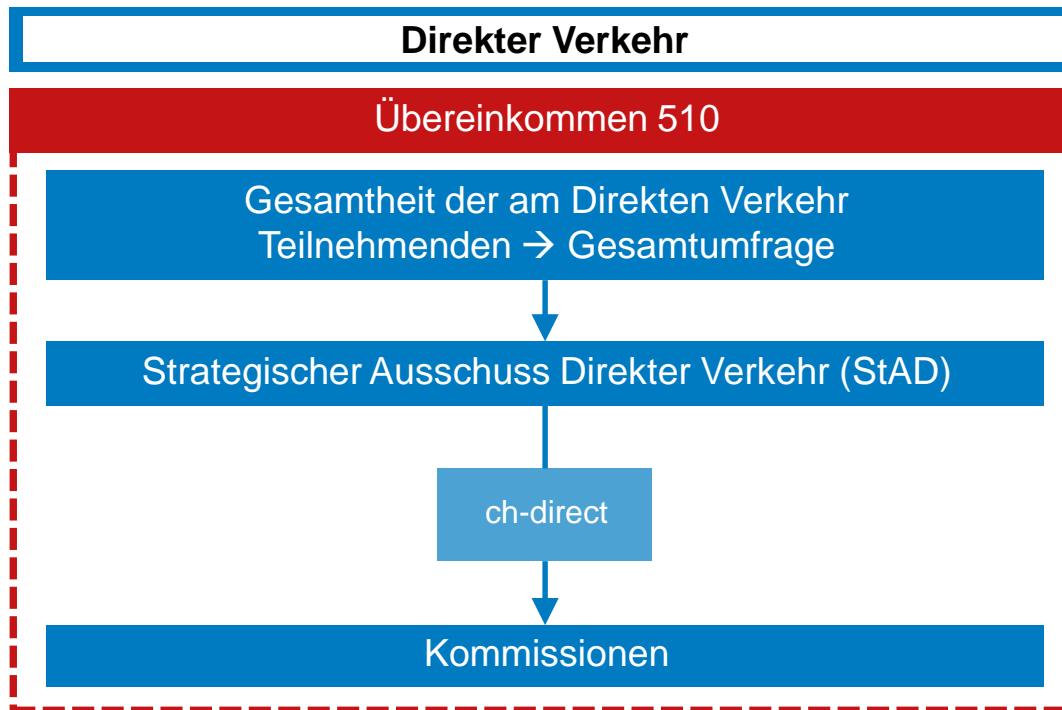 Direkter Verkehr
Übereinkommen 510
Gesamtheit der am Direkten Verkehr
Teilnehmenden → Gesamtumfrage
Strategischer Ausschuss Direkter Verkehr (StAD)
ch-direct
Kommissionen